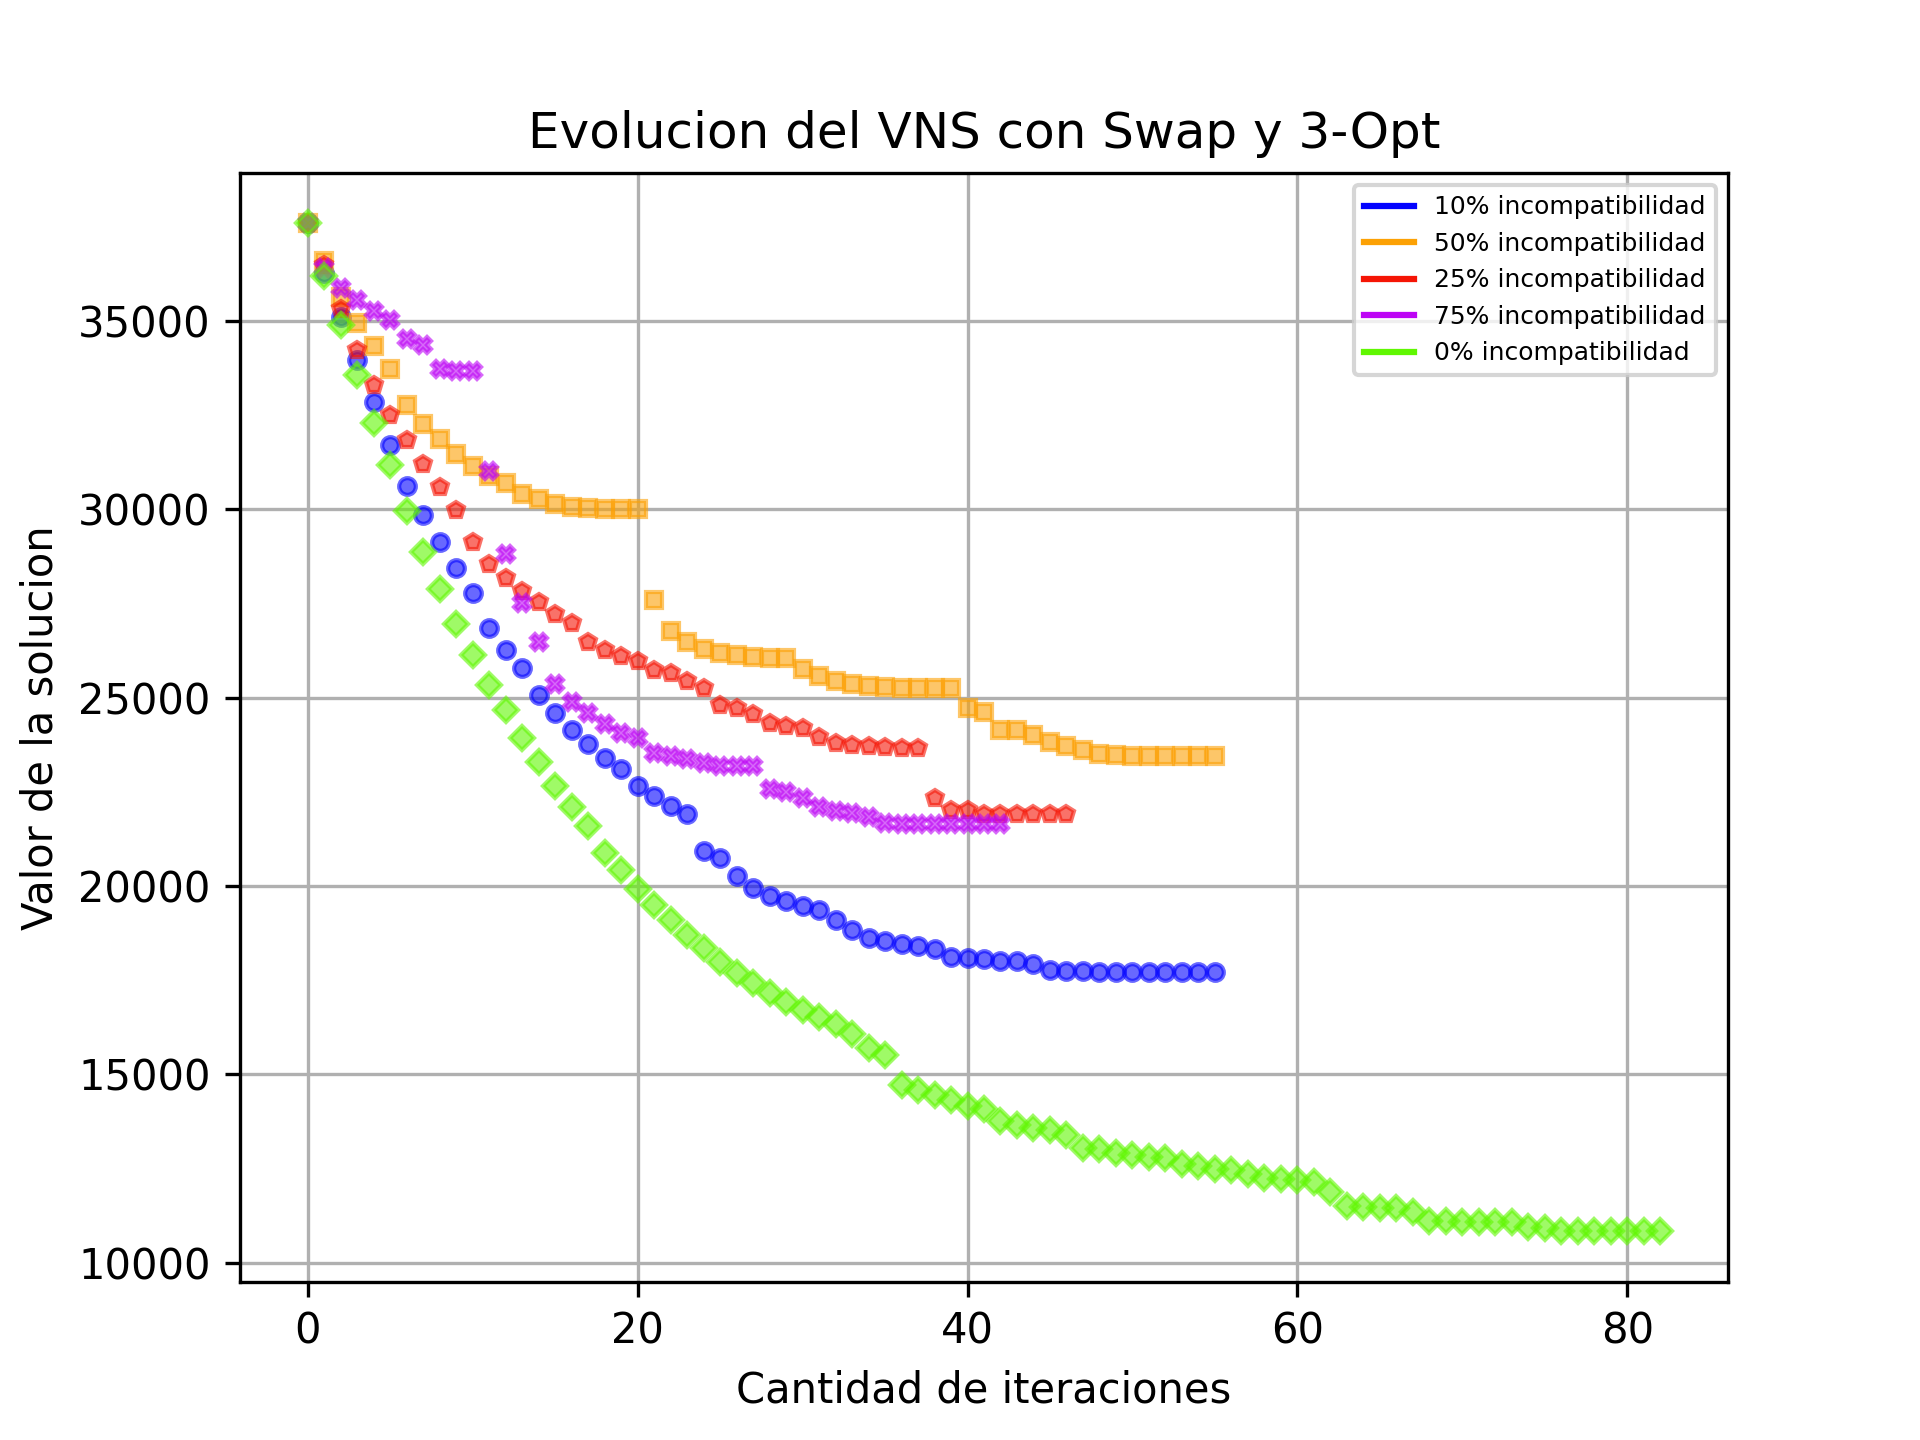 Evolucion del VNS con Swap y 3-Opt
10% incompatibilidad
50% incompatibilidad
25% incompatibilidad
75% incompatibilidad
0% incompatibilidad
Valor de la solucion
35000
30000
25000
20000
15000
10000
0 20 40 60 80
Cantidad de iteraciones